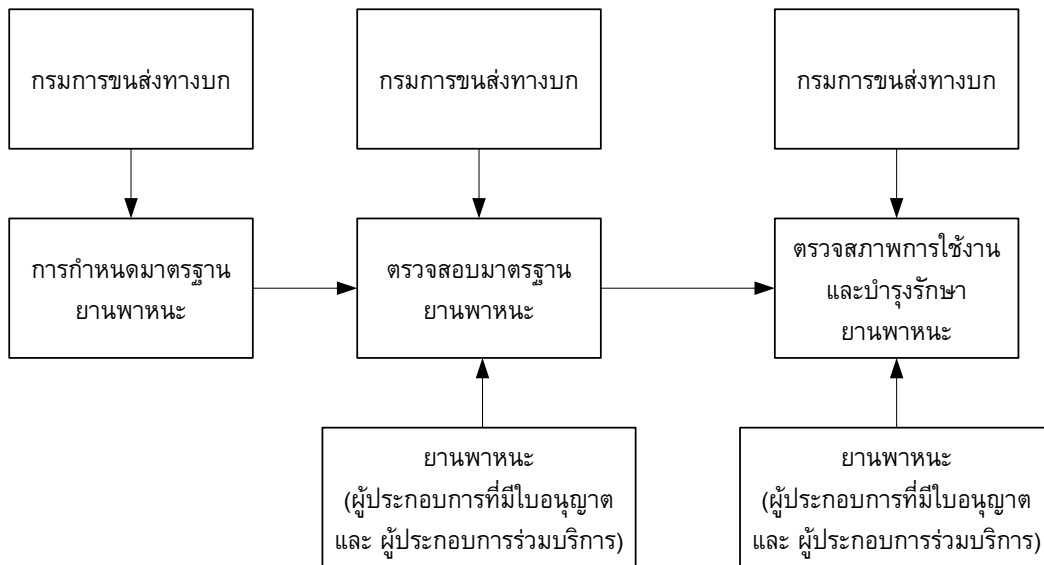 กรมการขนส่งทางบก
กรมการขนส่งทางบก
กรมการขนส่งทางบก
การกำหนดมาตรฐาน
ยานพาหนะ
ตรวจสอบมาตรฐาน
ยานพาหนะ
ตรวจสภาพการใช้งาน
และบำรุงรักษา
ยานพาหนะ
ยานพาหนะ
(ผู้ประกอบการที่มีใบอนุญาต
และ ผู้ประกอบการร่วมบริการ)
ยานพาหนะ
(ผู้ประกอบการที่มีใบอนุญาต
และ ผู้ประกอบการร่วมบริการ)